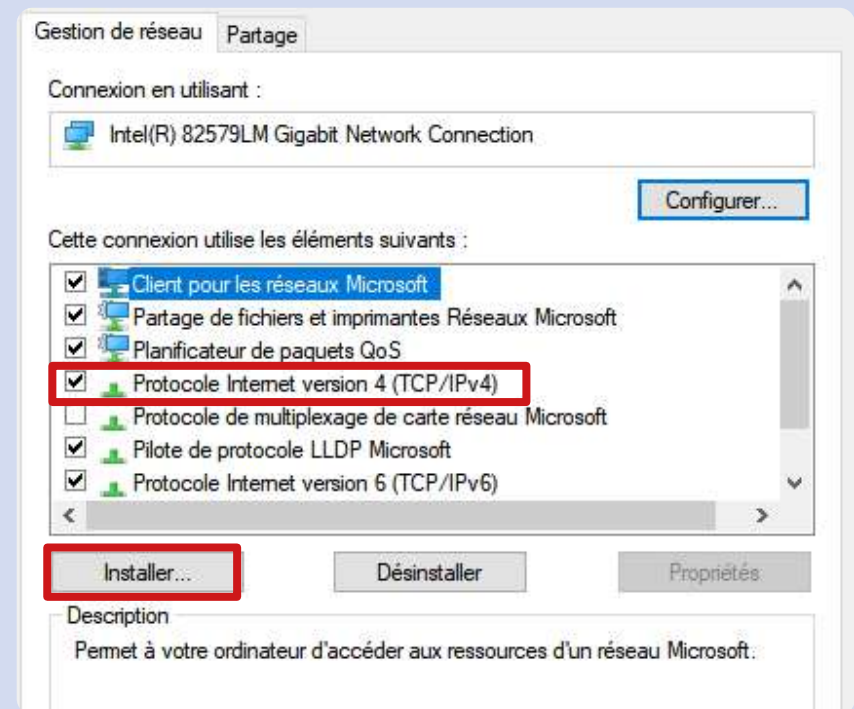 Gestion de réseau
Partage
Connexion en utilisant :
Intel(R) 82579LM Gigabit Network Connection
Configurer...
Cette connexion utilise les éléments suivants :
Client pour les réseaux Microsoft
Partage de fichiers et imprimantes Réseaux Microsoft
Planificateur de paquets QoS
Protocole Internet version 4 (TCP/IPv4)
Protocole de multiplexage de carte réseau Microsoft
Pilote de protocole LLDP Microsoft
Protocole Internet version 6 (TCP/IPv6)
Installer...
Désinstaller
Propriétés
Description
Permet à votre ordinateur d'accéder aux ressources d'un réseau Microsoft.